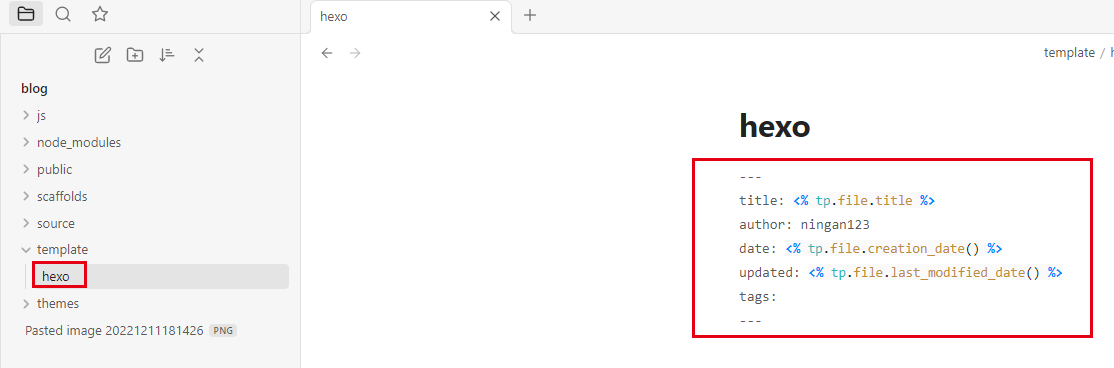 hexo
template / h
blog
js
node_modules
public
scaffolds
source
template
hexo
themes
Pasted image 20221211181426 PNG
hexo
---
title: <% tp.file.title %>
author: ningan123
date: <% tp.file.creation_date() %>
updated: <% tp.file.last_modified_date() %>
tags:
---